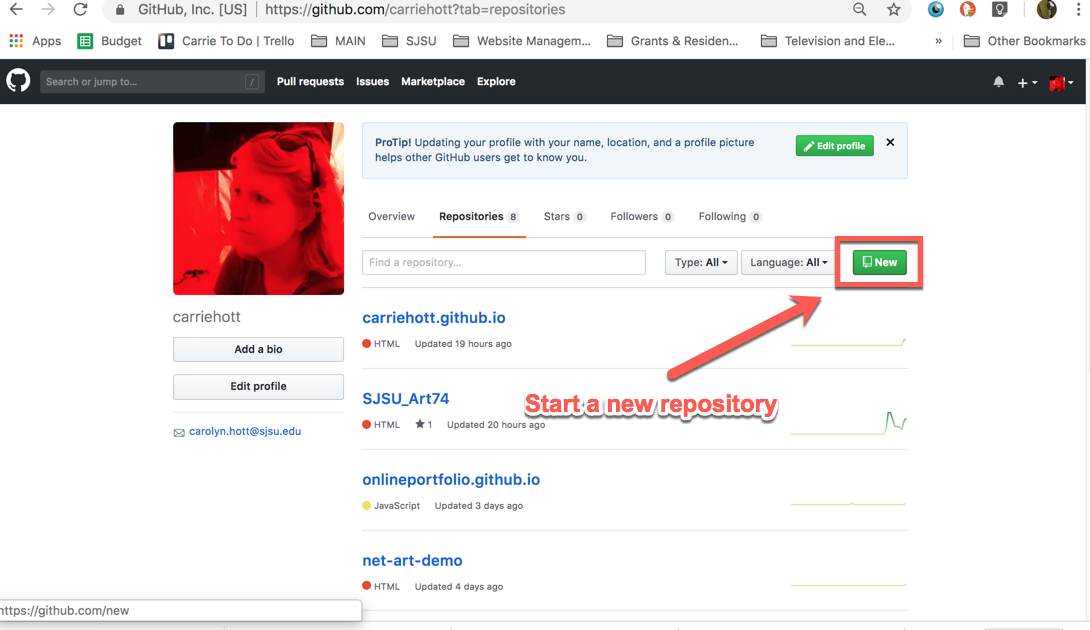 GitHub, Inc. [US] | https://github.com/carriehott?tab=repositories
Apps Budget Carrie To Do | Trello MAIN SJSU Website Managem... Grants & Residen... Television and Ele... » Other Bookmarks
Search or jump to... / Pull requests Issues Marketplace Explore
ProTip! Updating your profile with your name, location, and a profile picture
helps other GitHub users get to know you.
Edit profile
Overview Repositories 8 Stars 0 Followers 0 Following 0
Find a repository... Type: All Language: All New
carriehott
Add a bio
Edit profile
carolyn.hott@sjsu.edu
carriehott.github.io
HTML Updated 19 hours ago
Start a new repository
SJSU_Art74
HTML 1 Updated 20 hours ago
onlineportfolio.github.io
JavaScript Updated 3 days ago
net-art-demo
HTML Updated 4 days ago
https://github.com/new